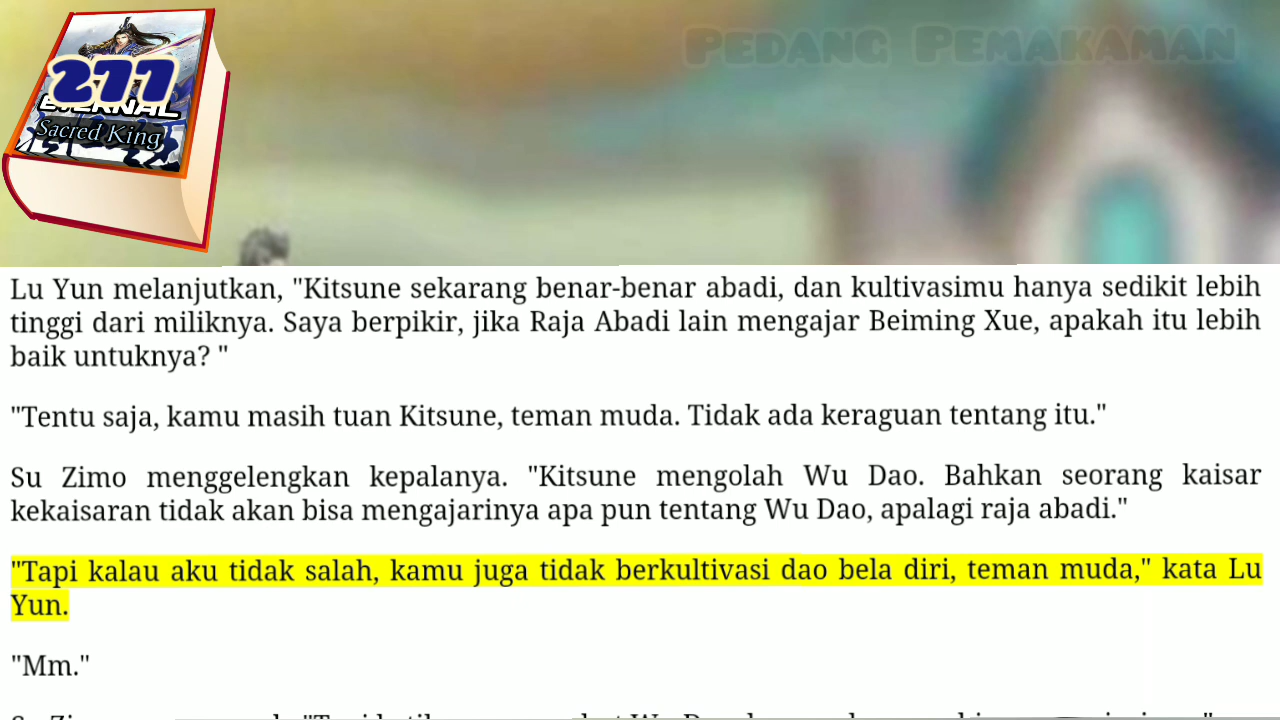 PEDANG PEMAKAMAN
277
ETERNAL
Sacred King
Lu Yun melanjutkan, "Kitsune sekarang benar-benar abadi, dan kultivasimu hanya sedikit lebih
tinggi dari miliknya. Saya berpikir, jika Raja Abadi lain mengajar Beiming Xue, apakah itu lebih
baik untuknya? "
"Tentu saja, kamu masih tuan Kitsune, teman muda. Tidak ada keraguan tentang itu."
Su Zimo menggelengkan kepalanya. "Kitsune mengolah Wu Dao. Bahkan seorang kaisar
kekaisaran tidak akan bisa mengajarinya apa pun tentang Wu Dao, apalagi raja abadi."
"Tapi kalau aku tidak salah, kamu juga tidak berkultivasi dao bela diri, teman muda," kata Lu
Yun.
"Mm."